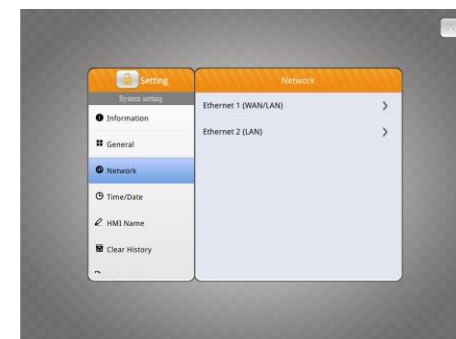 Setting
System setting
Information
General
Network
Time/Date
HMI Name
Clear History
Network
Ethernet 1 (WAN/LAN)
Ethernet 2 (LAN)